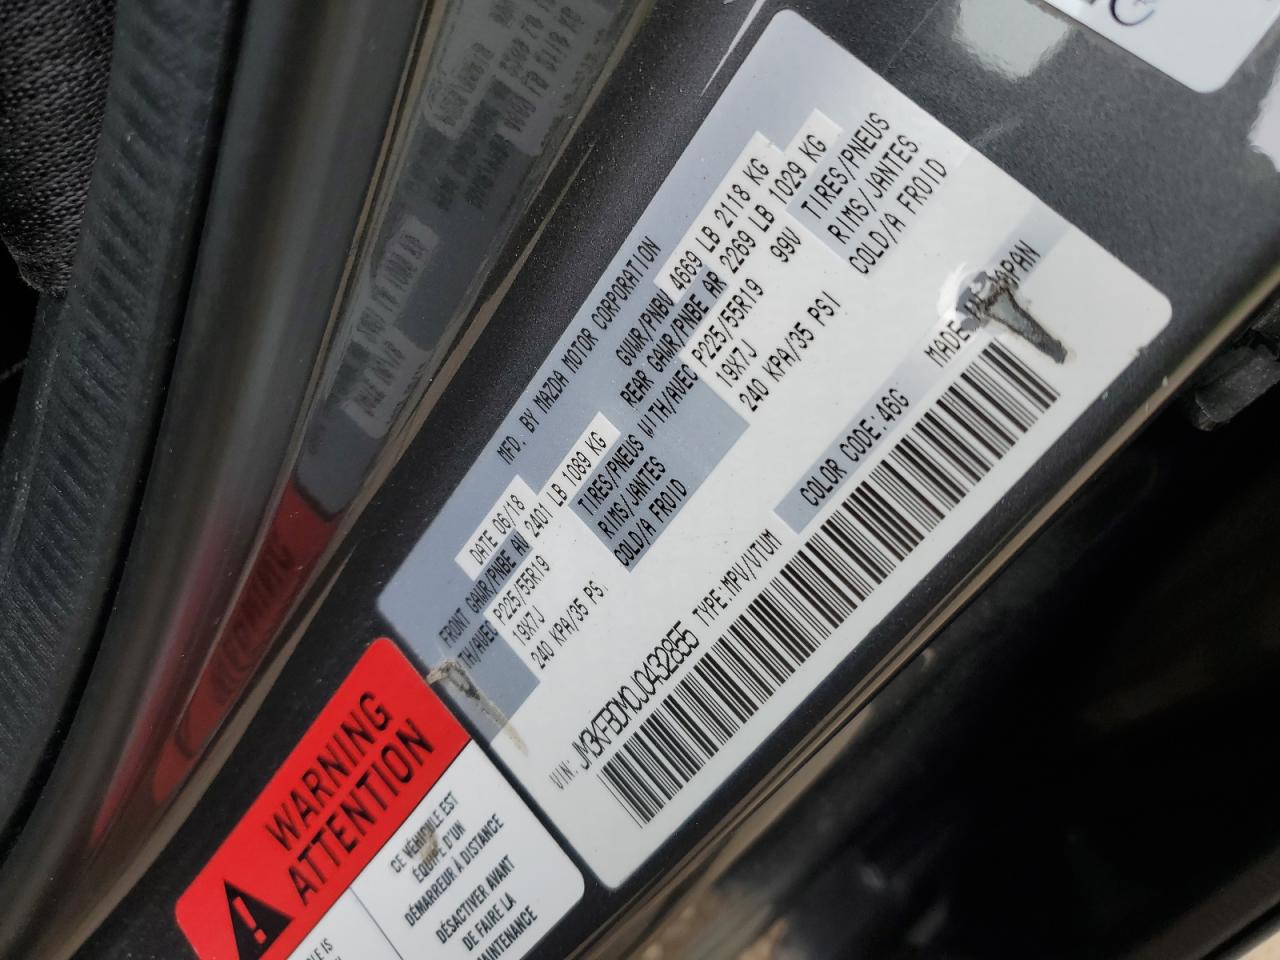 MFD. BY MAZDA MOTOR CORPORATION
DATE 06/18
GVWR/PNBV 4669 LB 2118 KG
FRONT GAWR/PNBE AV 2401 LB 1089 KG
REAR GAWR/PNBE AR 2269 LB 1029 KG
TH/AVEC P225/55R19
TIRES/PNEUS WITH/AVEC P225/55R19 99V
TIRES/PNEUS
19X7J
RIMS/JANTES
19X7J
RIMS/JANTES
240 KPA/35 PS
COLD/A FROID
240 KPA/35 PSI
COLD/A FROID
VIN: JM3KFBDM0J0432855 TYPE:MPV/VTUM
COLOR CODE:46G
MADE JAPAN
WARNING
ATTENTION
CE VÉHICULE EST
ÉQUIPÉ D'UN
DÉMARREUR À DISTANCE
DÉSACTIVER AVANT
DE FAIRE LA
MAINTENANCE